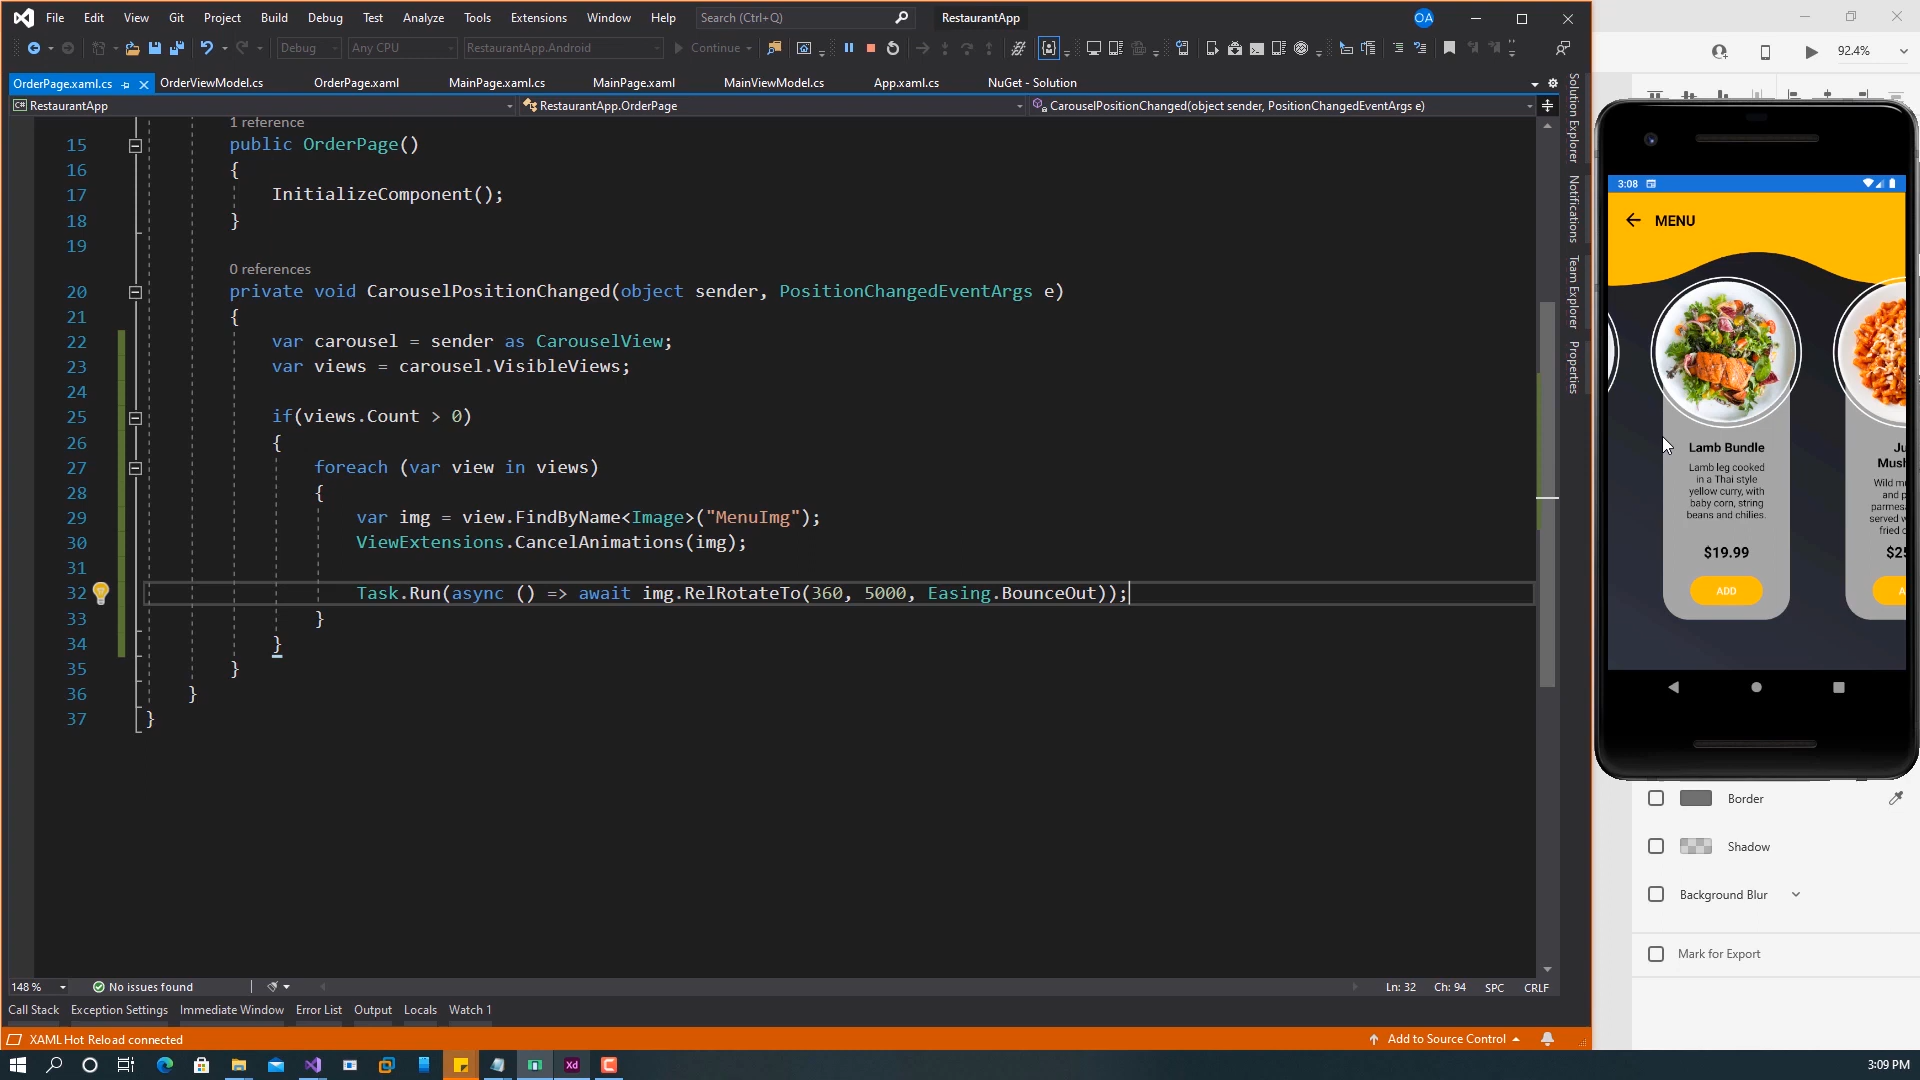 File Edit View Git Project Build Debug Test Analyze Tools Extensions Window Help Search (Ctrl+Q) RestaurantApp OA
Debug Any CPU RestaurantApp.Android Continue
92.4%
OrderPage.xaml.cs OrderViewModel.cs OrderPage.xaml MainPage.xaml.cs MainPage.xaml MainViewModel.cs App.xaml.cs NuGet - Solution
C# RestaurantApp RestaurantApp.OrderPage CarouselPositionChanged(object sender, PositionChangedEventArgs e)
1 reference
15 public OrderPage()
16 {
17 InitializeComponent();
18 }
19
0 references
20 private void CarouselPositionChanged(object sender, PositionChangedEventArgs e)
21 {
22 var carousel = sender as CarouselView;
23 var views = carousel.VisibleViews;
24
25 if(views.Count > 0)
26 {
27 foreach (var view in views)
28 {
29 var img = view.FindByName<Image>("MenuImg");
30 ViewExtensions.CancelAnimations(img);
31
32 Task.Run(async () => await img.RelRotateTo(360, 5000, Easing.BounceOut));
33 }
34 }
35 }
36 }
37 }
Solution Explorer
Notifications
Team Explorer
Properties
3:08
MENU
Lamb Bundle
Lamb leg cooked
in a Thai style
yellow curry, with
baby corn, string
beans and chilies.
$19.99
ADD
Ju
Mush
Wild m
and p
parmes
served w
fried c
$25
A
Border
Shadow
Background Blur
Mark for Export
148 % No issues found Ln: 32 Ch: 94 SPC CRLF
Call Stack Exception Settings Immediate Window Error List Output Locals Watch 1
XAML Hot Reload connected Add to Source Control
Xd
3:09 PM